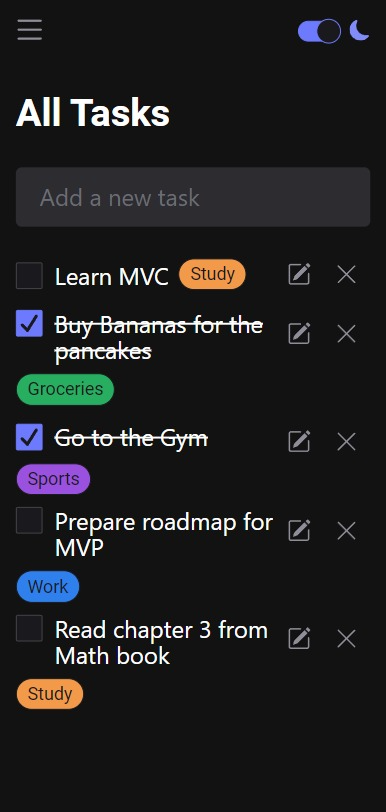 All Tasks
Add a new task
Learn MVC Study
Buy Bananas for the
pancakes
Groceries
Go to the Gym
Sports
Prepare roadmap for
MVP
Work
Read chapter 3 from
Math book
Study